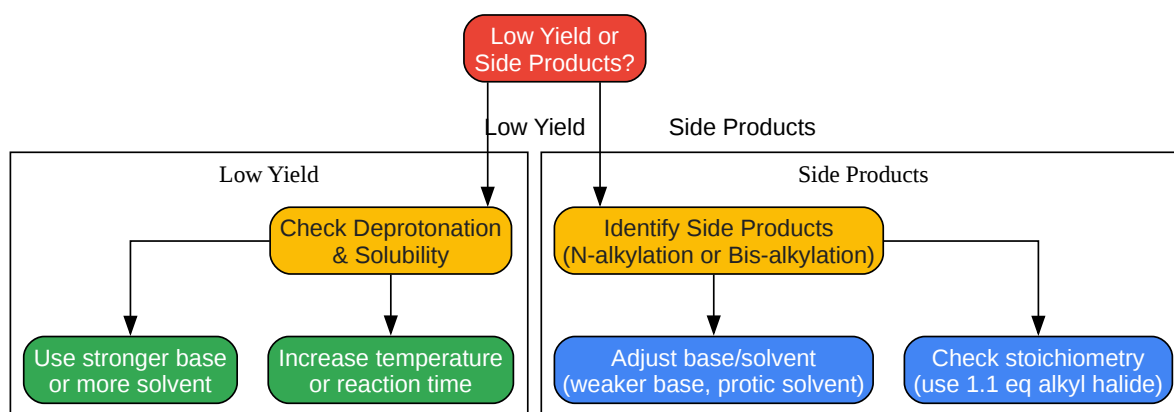 Low Yield or
Side Products?
Low Yield
Side Products
Low Yield
Side Products
Check Deprotonation
& Solubility
Identify Side Products
(N-alkylation or Bis-alkylation)
Use stronger base
or more solvent
Increase temperature
or reaction time
Adjust base/solvent
(weaker base, protic solvent)
Check stoichiometry
(use 1.1 eq alkyl halide)